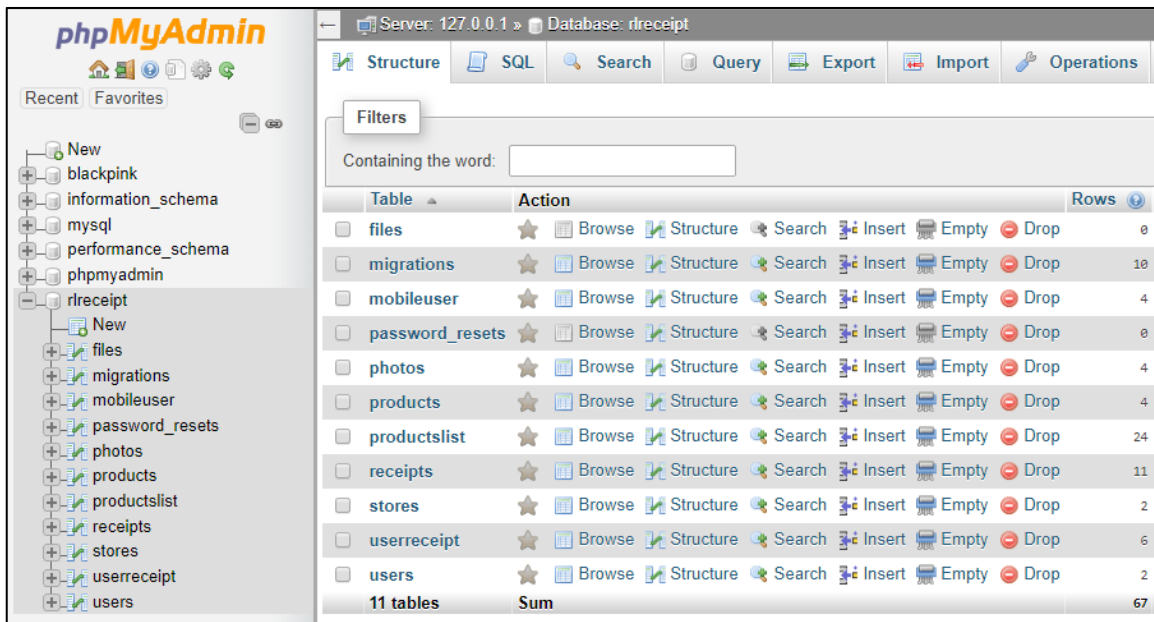 phpMyAdmin
Recent Favorites
New
blackpink
information_schema
mysql
performance_schema
phpmyadmin
rlreceipt
New
files
migrations
mobileuser
password_resets
photos
products
productslist
receipts
stores
userreceipt
users
Server: 127.0.0.1 » Database: rlreceipt
Structure SQL Search Query Export Import Operations
Filters
Containing the word:
Table Action Rows
files Browse Structure Search Insert Empty Drop 0
migrations Browse Structure Search Insert Empty Drop 10
mobileuser Browse Structure Search Insert Empty Drop 4
password_resets Browse Structure Search Insert Empty Drop 0
photos Browse Structure Search Insert Empty Drop 4
products Browse Structure Search Insert Empty Drop 4
productslist Browse Structure Search Insert Empty Drop 24
receipts Browse Structure Search Insert Empty Drop 11
stores Browse Structure Search Insert Empty Drop 2
userreceipt Browse Structure Search Insert Empty Drop 6
users Browse Structure Search Insert Empty Drop 2
11 tables Sum 67